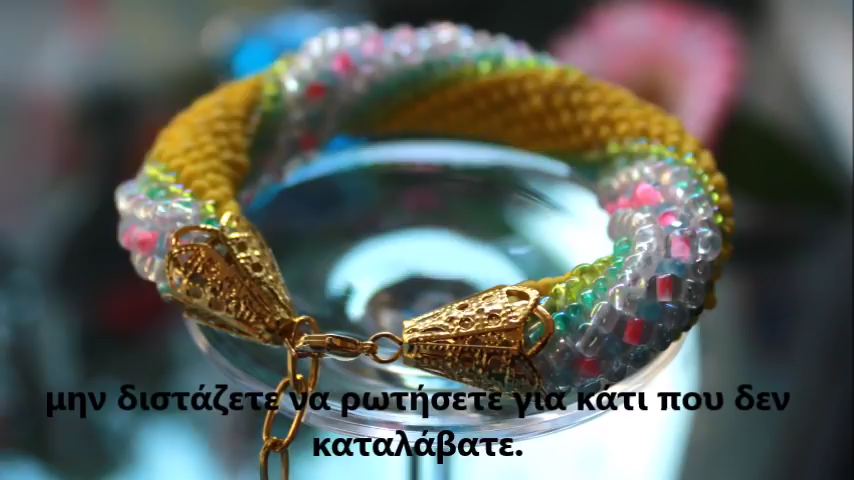 μην διστάζετε να ρωτήσετε για κάτι που δεν
καταλάβατε.